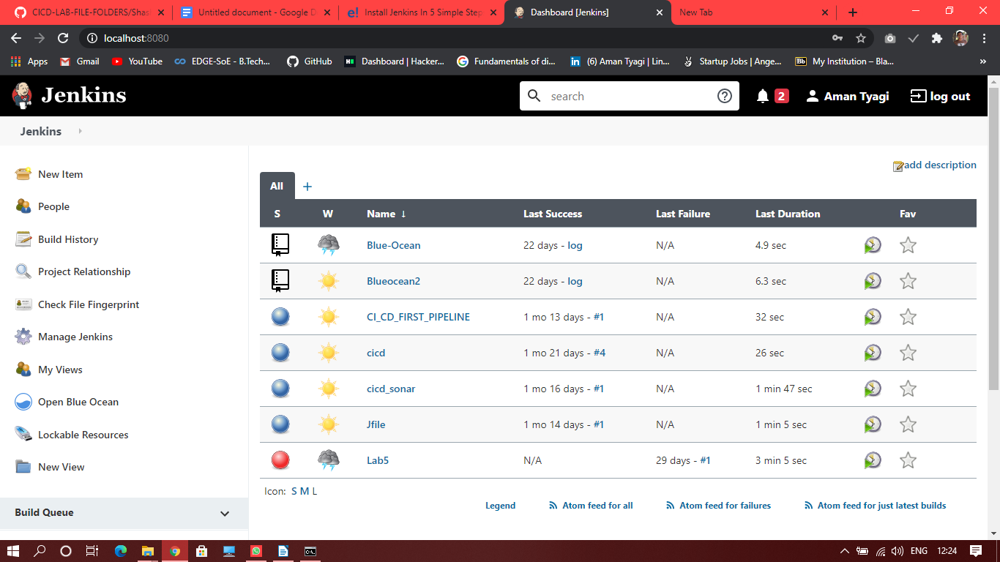 CICD-LAB-FILE-FOLDERS/Shas
Untitled document - Google D
e! Install Jenkins In 5 Simple Step
Dashboard [Jenkins]
New Tab
localhost:8080
Apps
Gmail
YouTube
EDGE-SoE - B.Tech...
GitHub
Dashboard | Hacker...
Fundamentals of di...
(6) Aman Tyagi | Lin...
Startup Jobs | Ange...
Bb My Institution – Bla...
»
Jenkins
search
2
Aman Tyagi
log out
Jenkins
New Item
People
Build History
Project Relationship
Check File Fingerprint
Manage Jenkins
My Views
Open Blue Ocean
Lockable Resources
New View
Build Queue
add description
All +
S W Name ↓ Last Success Last Failure Last Duration Fav
Blue-Ocean 22 days - log N/A 4.9 sec
Blueocean2 22 days - log N/A 6.3 sec
CI_CD_FIRST_PIPELINE 1 mo 13 days - #1 N/A 32 sec
cicd 1 mo 21 days - #4 N/A 26 sec
cicd_sonar 1 mo 16 days - #1 N/A 1 min 47 sec
Jfile 1 mo 14 days - #1 N/A 1 min 5 sec
Lab5 N/A 29 days - #1 3 min 5 sec
Icon: S M L
Legend Atom feed for all Atom feed for failures Atom feed for just latest builds
ENG 12:24